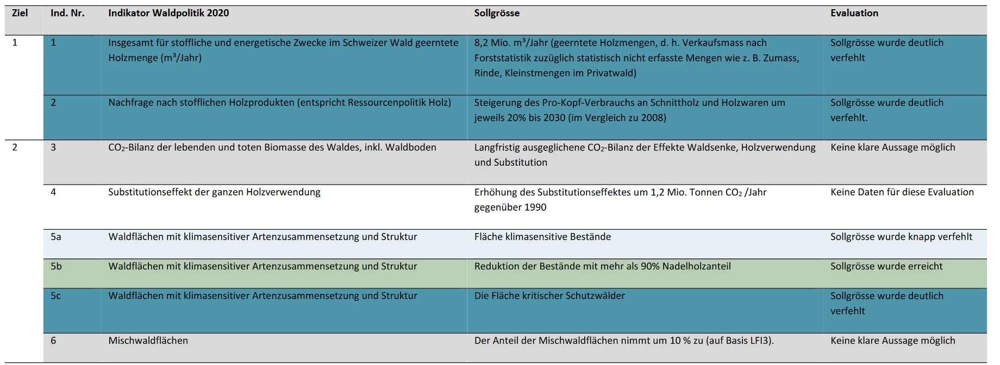 Ziel Ind. Nr. Indikator Waldpolitik 2020 Sollgrösse Evaluation
1 1 Insgesamt für stoffliche und energetische Zwecke im Schweizer Wald geerntete 8,2 Mio. m³/Jahr (geerntete Holzmengen, d. h. Verkaufsmass nach Sollgrösse wurde deutlich
Holzmenge (m³/Jahr) Forststatistik zuzüglich statistisch nicht erfasste Mengen wie z. B. Zumass, verfehlt
Rinde, Kleinstmengen im Privatwald)
2 Nachfrage nach stofflichen Holzprodukten (entspricht Ressourcenpolitik Holz) Steigerung des Pro-Kopf-Verbrauchs an Schnittholz und Holzwaren um Sollgrösse wurde deutlich
jeweils 20% bis 2030 (im Vergleich zu 2008) verfehlt.
2 3 CO₂-Bilanz der lebenden und toten Biomasse des Waldes, inkl. Waldboden Langfristig ausgeglichene CO₂-Bilanz der Effekte Waldsenke, Holzverwendung Keine klare Aussage möglich
und Substitution
4 Substitutionseffekt der ganzen Holzverwendung Erhöhung des Substitutionseffektes um 1,2 Mio. Tonnen CO₂ /Jahr Keine Daten für diese Evaluation
gegenüber 1990
5a Waldflächen mit klimasensitiver Artenzusammensetzung und Struktur Fläche klimasensitive Bestände Sollgrösse wurde knapp verfehlt
5b Waldflächen mit klimasensitiver Artenzusammensetzung und Struktur Reduktion der Bestände mit mehr als 90% Nadelholzanteil Sollgrösse wurde erreicht
5c Waldflächen mit klimasensitiver Artenzusammensetzung und Struktur Die Fläche kritischer Schutzwälder Sollgrösse wurde deutlich
verfehlt
6 Mischwaldflächen Der Anteil der Mischwaldflächen nimmt um 10 % zu (auf Basis LFI3). Keine klare Aussage möglich